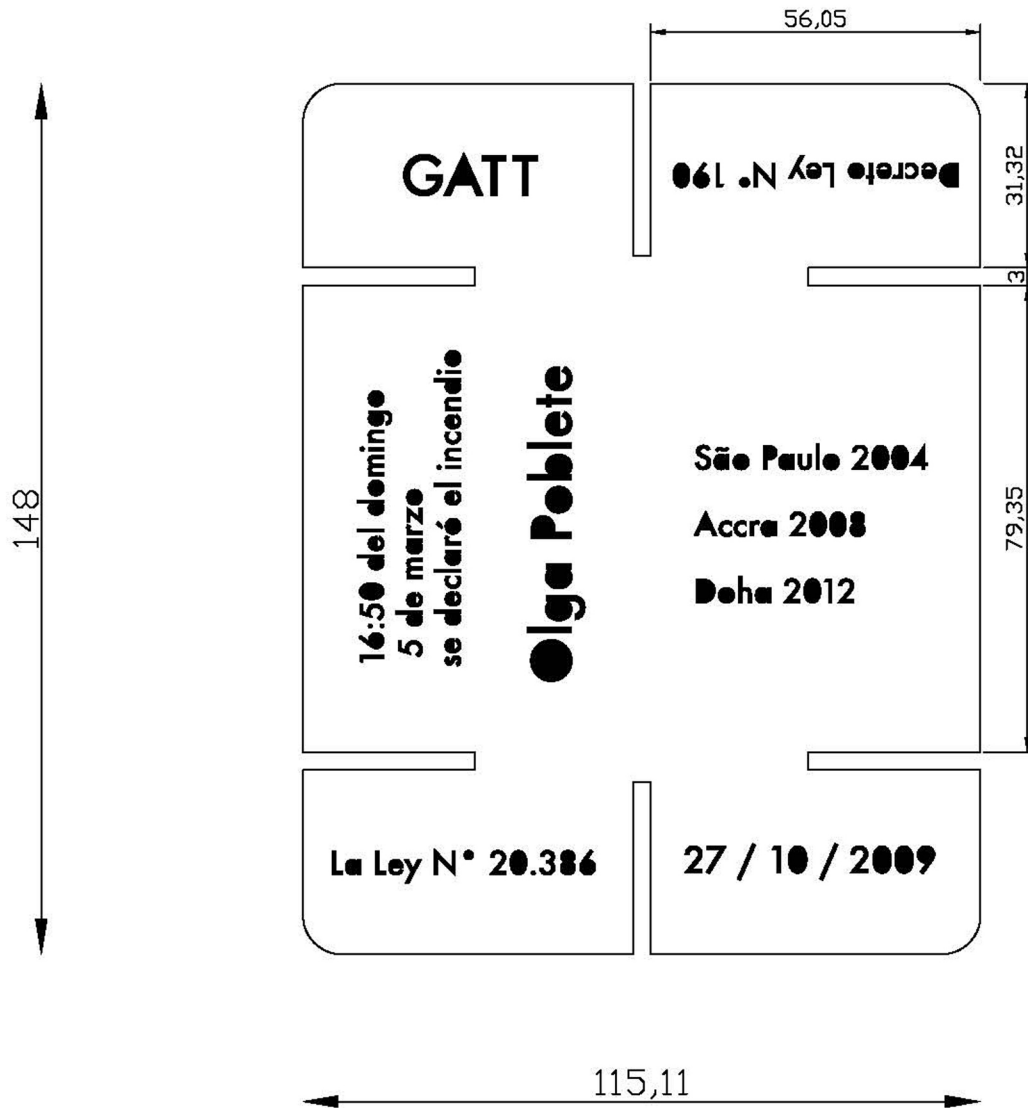 56,05
GATT
Decreto Ley N° 190
31,32
3
16:50 del domingo
5 de marzo
se declaró el incendio
Olga Poblete
São Paulo 2004
Accra 2008
Doha 2012
79,35
148
La Ley N° 20.386
27 / 10 / 2009
115,11